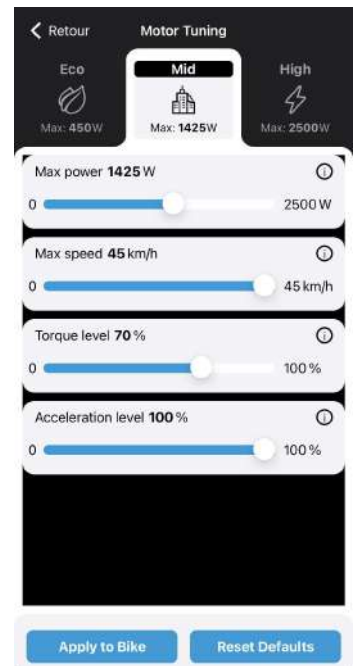 Retour Motor Tuning
Eco Mid High
Max: 450W Max: 1425W Max: 2500W
Max power 1425 W
0 2500 W
Max speed 45 km/h
0 45 km/h
Torque level 70 %
0 100 %
Acceleration level 100 %
0 100 %
Apply to Bike Reset Defaults